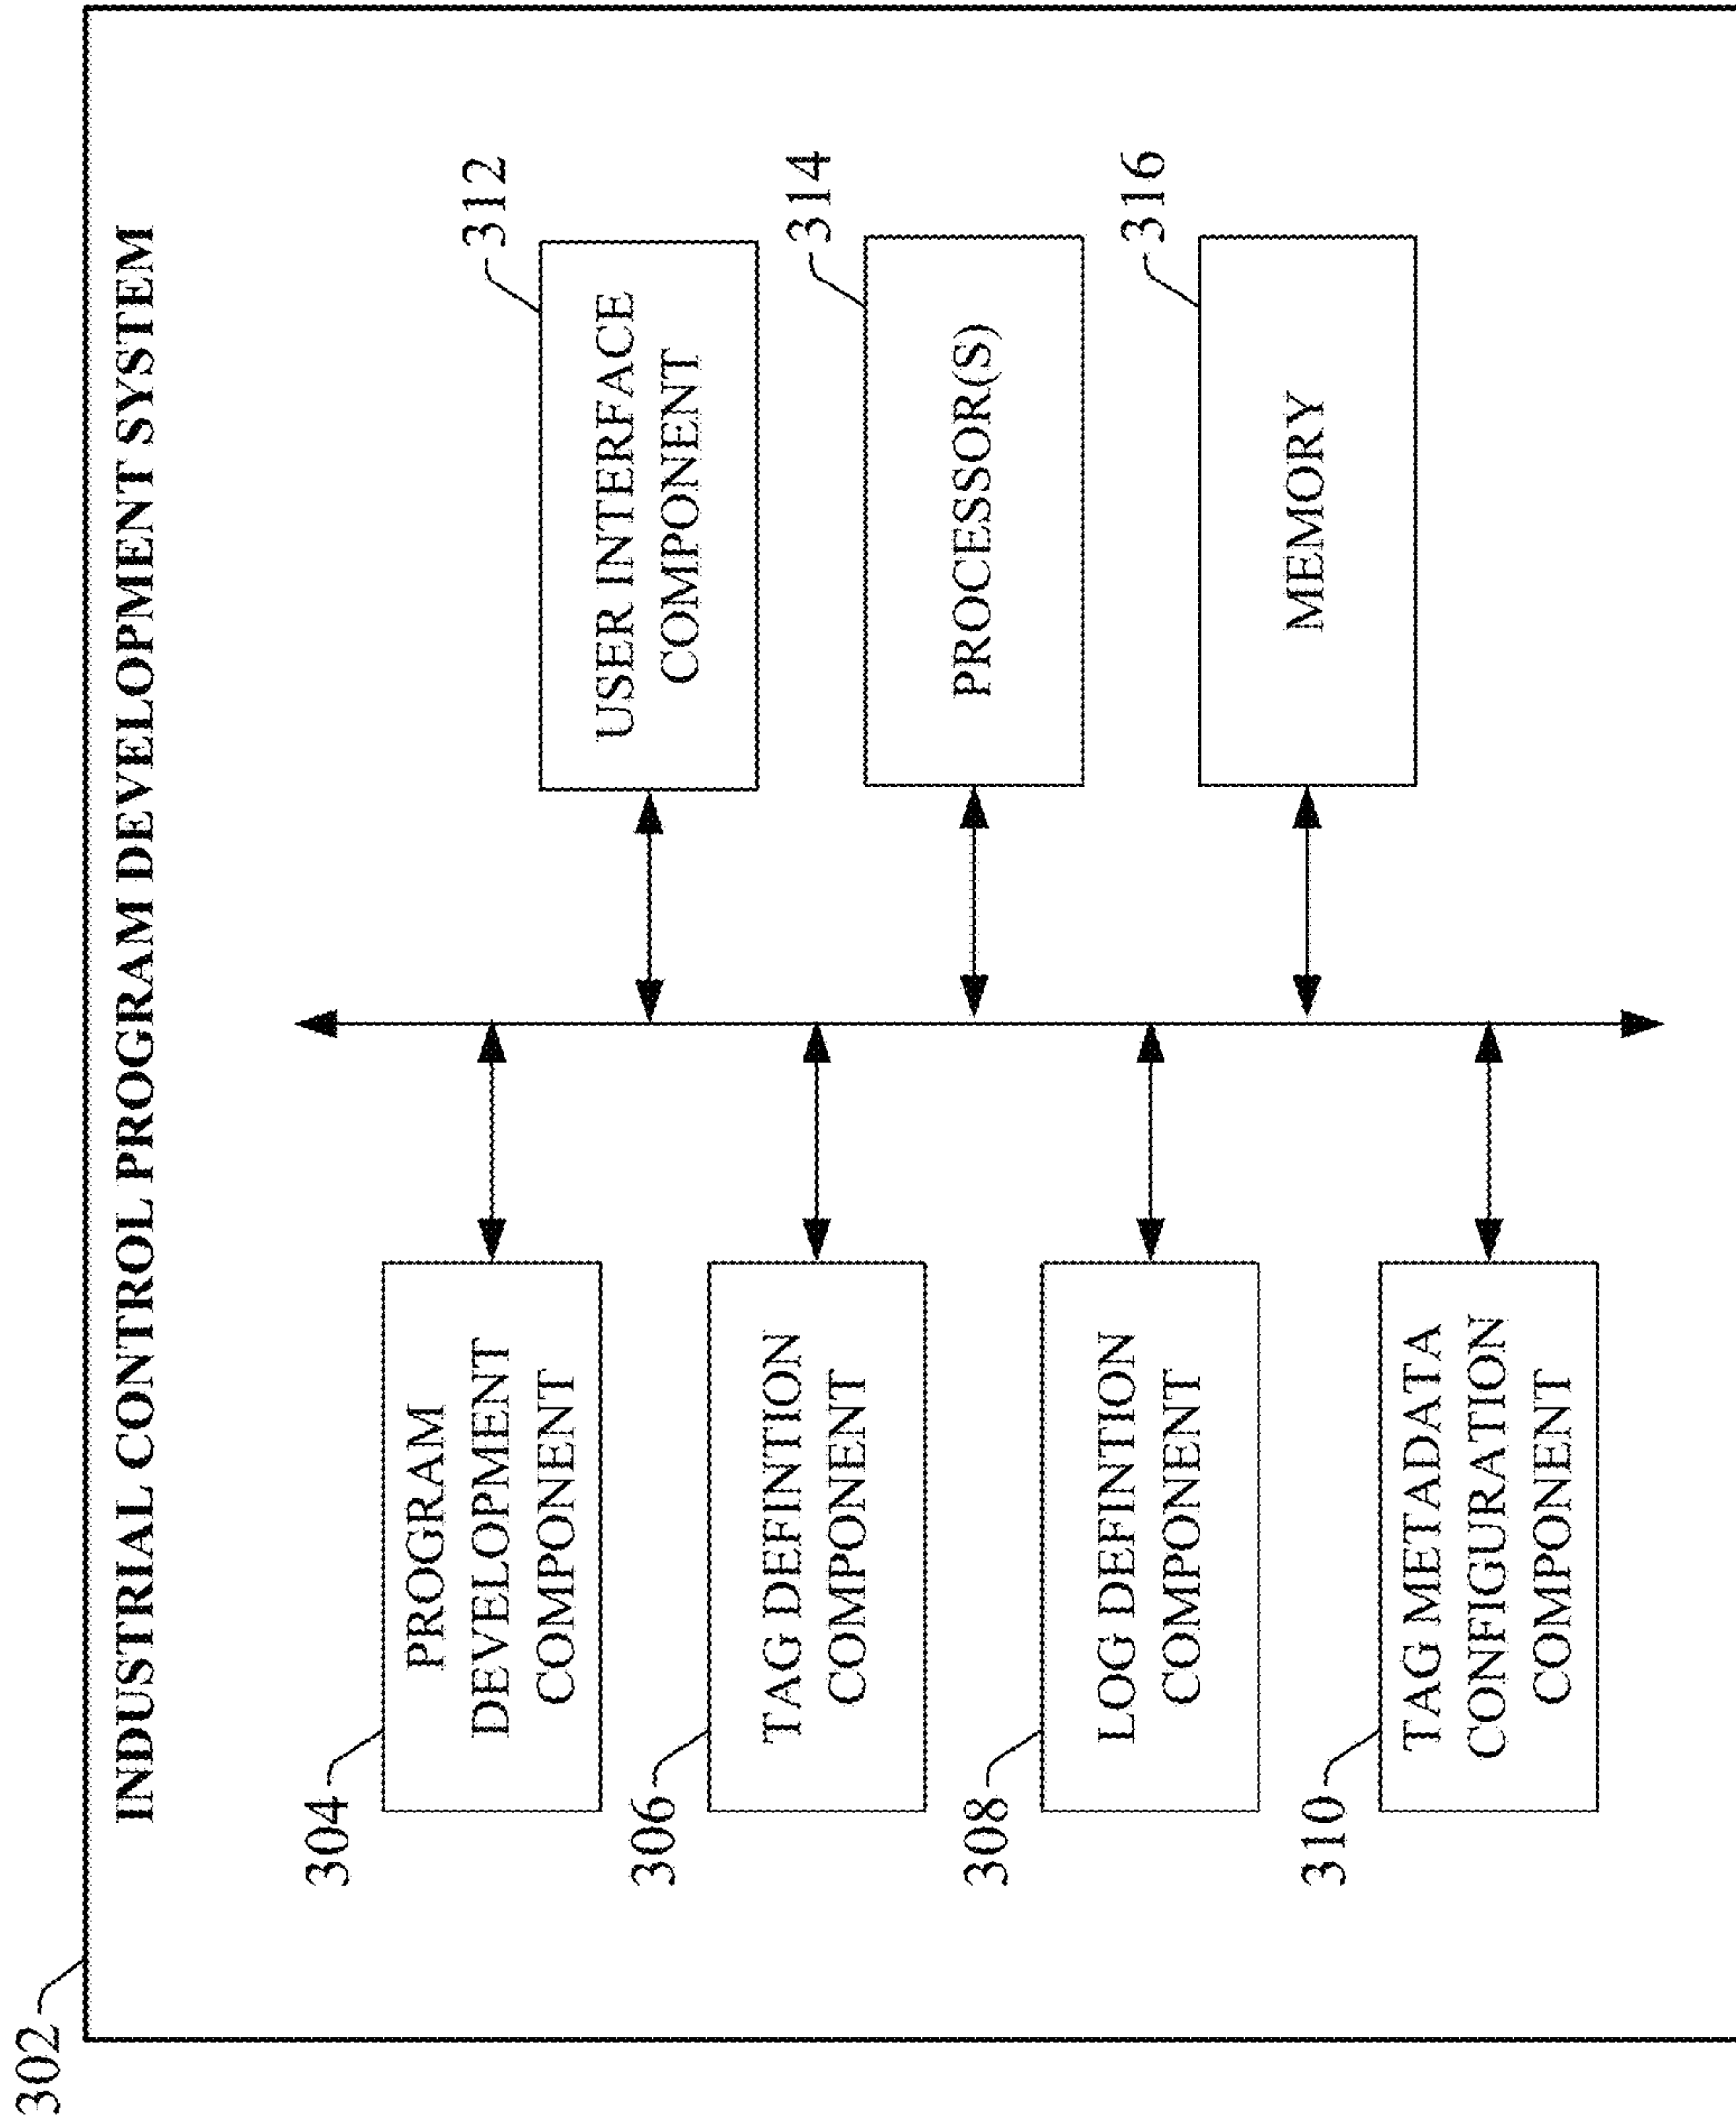 302
INDUSTRIAL CONTROL PROGRAM DEVELOPMENT SYSTEM
304
PROGRAM
DEVELOPMENT
COMPONENT
306
TAG DEFINTION
COMPONENT
308
LOG DEFINTION
COMPONENT
310
TAG METADATA
CONFIGURATION
COMPONENT
312
USER INTERFACE
COMPONENT
314
PROCESSOR(S)
316
MEMORY